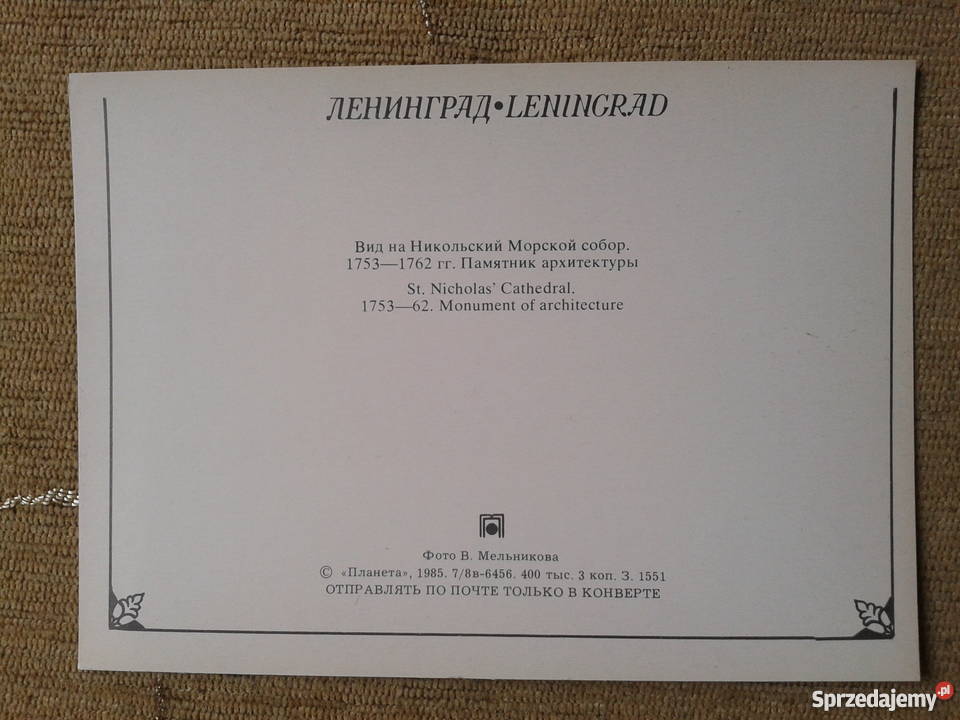 ЛЕНИНГРАД•LENINGRAD
Вид на Никольский Морской собор.
1753—1762 гг. Памятник архитектуры
St. Nicholas' Cathedral.
1753—62. Monument of architecture
Фото В. Мельникова
© «Планета», 1985. 7/8в-6456. 400 тыс. 3 коп. З. 1551
ОТПРАВЛЯТЬ ПО ПОЧТЕ ТОЛЬКО В КОНВЕРТЕ
Sprzedajemy.pl